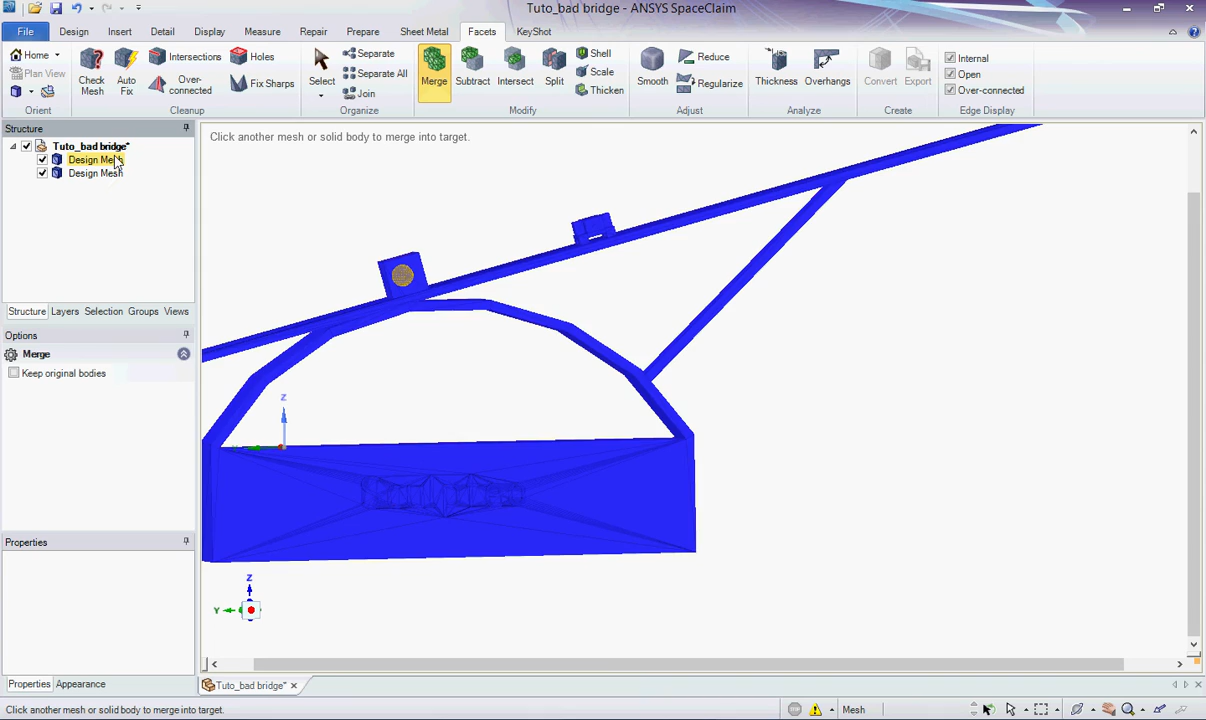 Tuto_bad bridge - ANSYS SpaceClaim
File Design Insert Detail Display Measure Repair Prepare Sheet Metal Facets KeyShot
Home
Plan View
Orient
Check Mesh
Auto Fix
Intersections
Over-connected
Holes
Fix Sharps
Cleanup
Select
Separate
Separate All
Join
Organize
Merge
Subtract
Intersect
Split
Shell
Scale
Thicken
Modify
Smooth
Reduce
Regularize
Adjust
Thickness
Overhangs
Analyze
Convert
Export
Create
Internal
Open
Over-connected
Edge Display
Structure
Tuto_bad bridge*
Design Mesh
Design Mesh
Structure Layers Selection Groups Views
Options
Merge
Keep original bodies
Properties
Properties Appearance
Click another mesh or solid body to merge into target.
Z
Z
Y
Tuto_bad bridge*
Click another mesh or solid body to merge into target.
Mesh